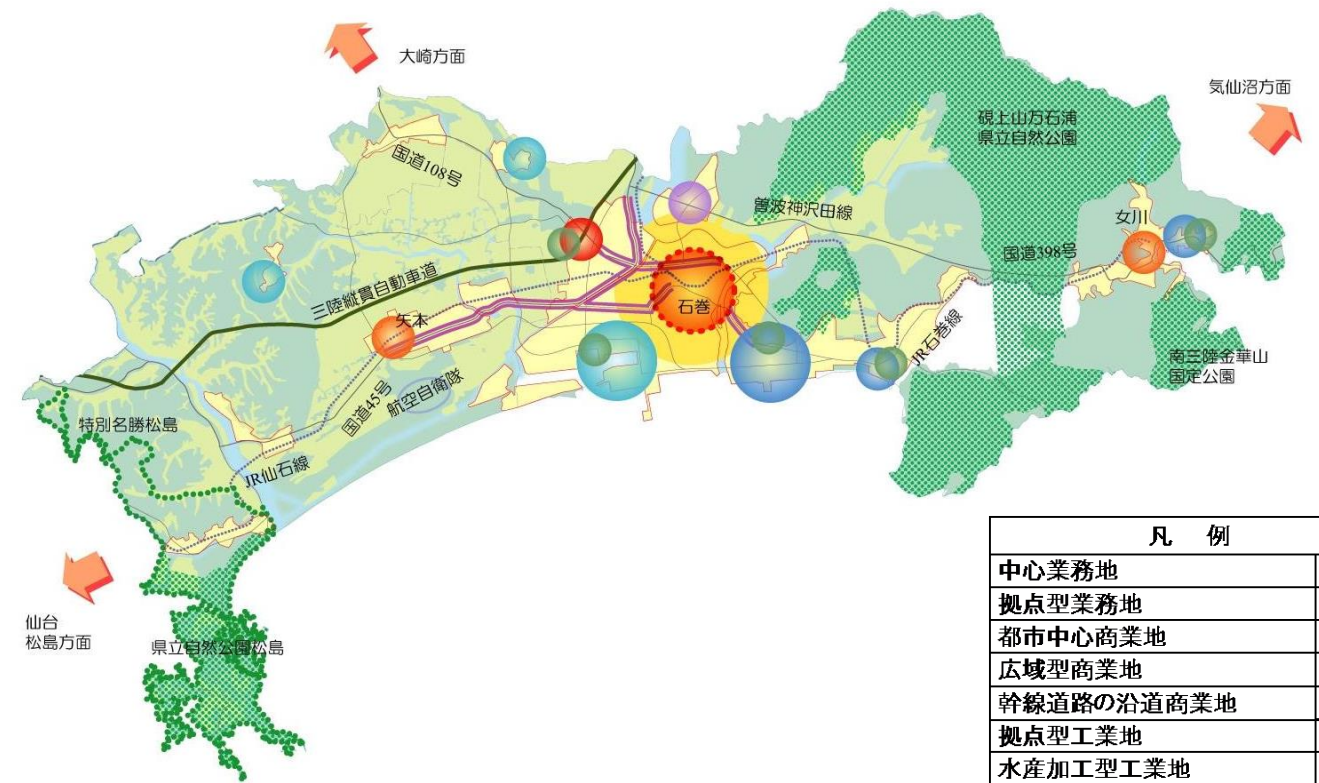 大崎方面
気仙沼方面
硯上山万石浦
県立自然公園
国道108号
曽波神沢田線
女川
国道398号
三陸縦貫自動車道
石巻
矢本
JR石巻線
南三陸金華山
国定公園
国道45号
航空自衛隊
特別名勝松島
JR仙石線
仙台
松島方面
県立自然公園松島
凡 例
中心業務地
拠点型業務地
都市中心商業地
広域型商業地
幹線道路の沿道商業地
拠点型工業地
水産加工型工業地